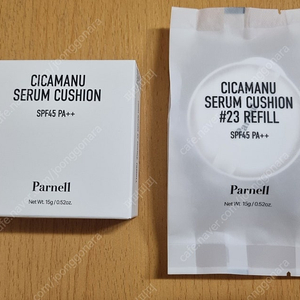 CICAMANU
SERUM CUSHION
SPF45 PA++
Parnell
Net Wt. 15g / 0.52oz.
CICAMANU
SERUM CUSHION
#23 REFILL
SPF45 PA++
Parnell
Net Wt. 15g / 0.52oz.